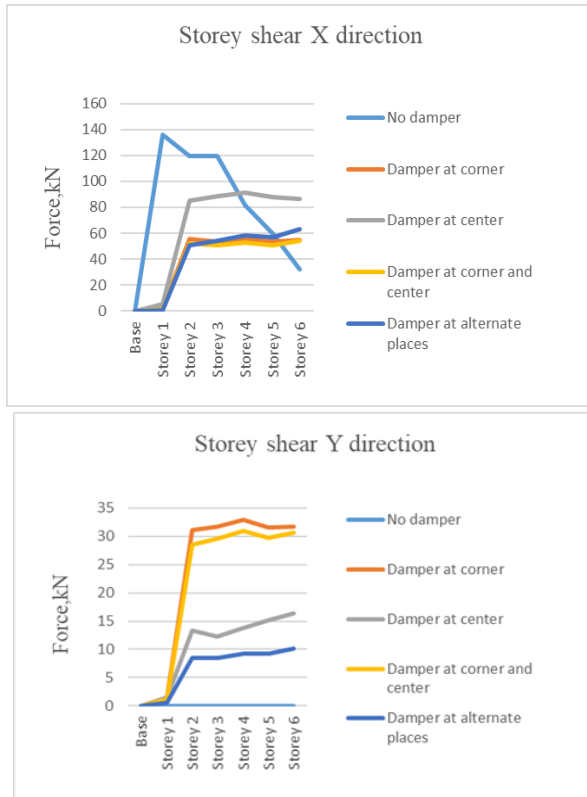 Storey shear X direction
Force,kN
160
140
120
100
80
60
40
20
0
Base
Storey 1
Storey 2
Storey 3
Storey 4
Storey 5
Storey 6
No damper
Damper at corner
Damper at center
Damper at corner and
center
Damper at alternate
places
Storey shear Y direction
Force,kN
35
30
25
20
15
10
5
0
Base
Storey 1
Storey 2
Storey 3
Storey 4
Storey 5
Storey 6
No damper
Damper at corner
Damper at center
Damper at corner and
center
Damper at alternate
places